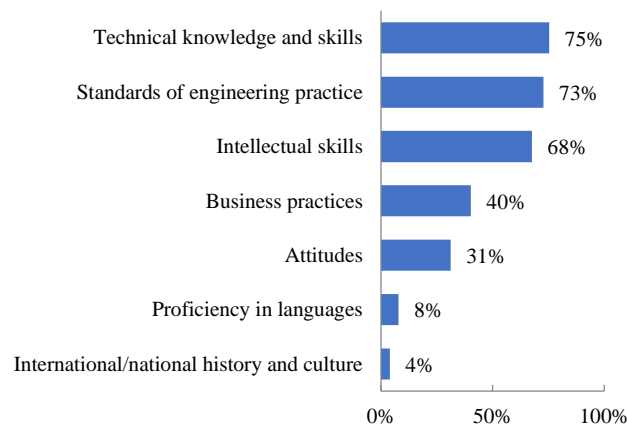 Technical knowledge and skills 75%
Standards of engineering practice 73%
Intellectual skills 68%
Business practices 40%
Attitudes 31%
Proficiency in languages 8%
International/national history and culture 4%
0% 50% 100%